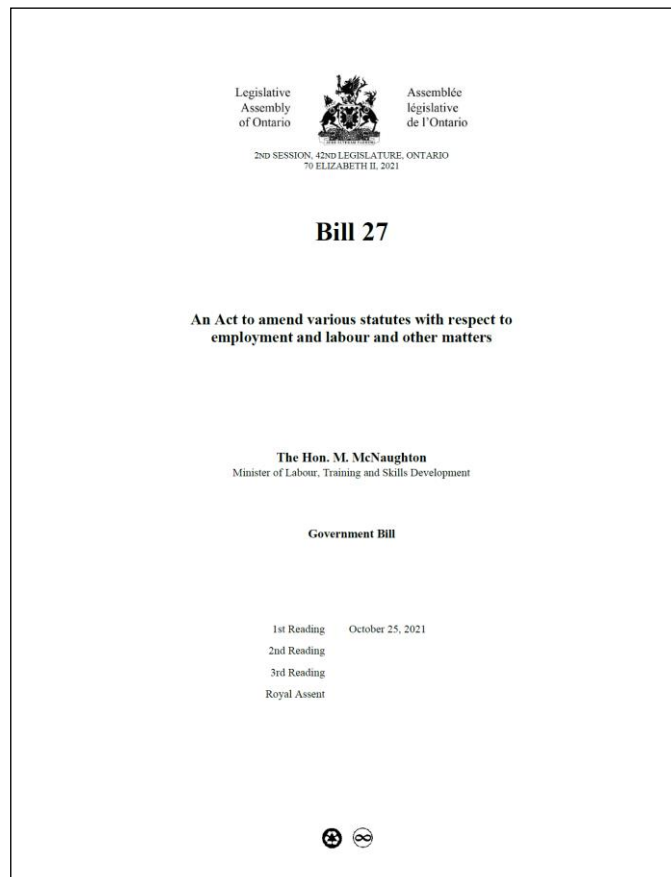 Legislative
Assembly
of Ontario
Assemblée
législative
de l'Ontario
2ND SESSION, 42ND LEGISLATURE, ONTARIO
70 ELIZABETH II, 2021
Bill 27
An Act to amend various statutes with respect to
employment and labour and other matters
The Hon. M. McNaughton
Minister of Labour, Training and Skills Development
Government Bill
1st Reading October 25, 2021
2nd Reading
3rd Reading
Royal Assent